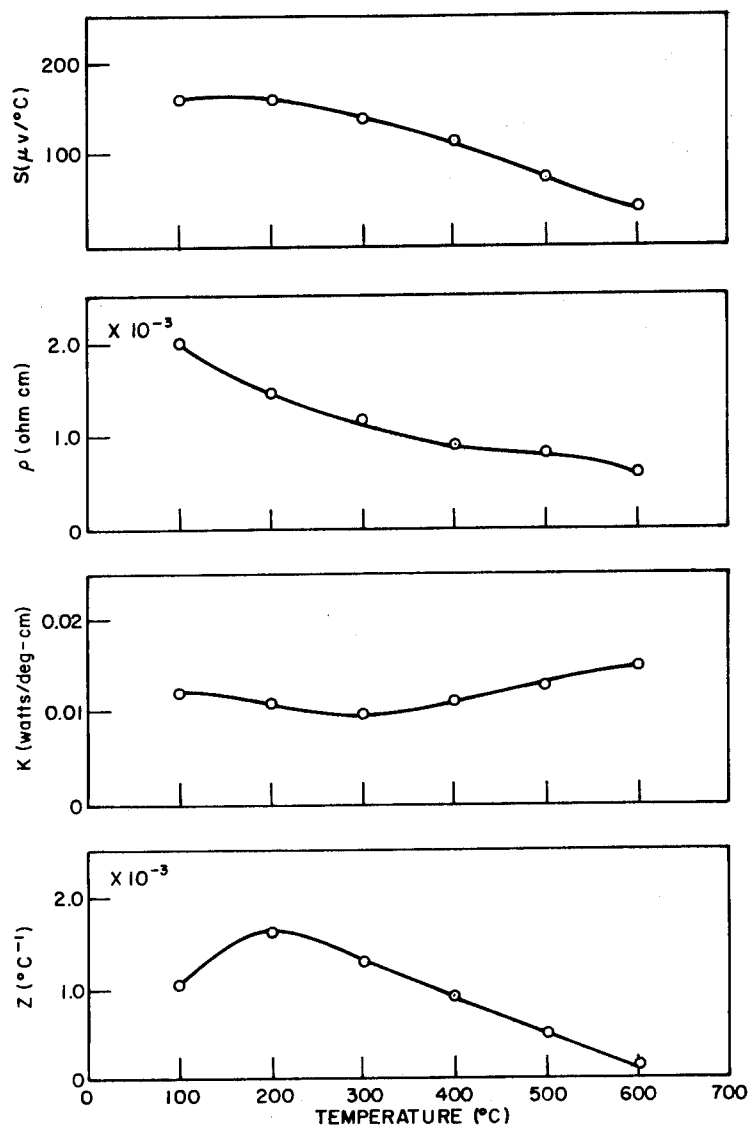 200
100
S(μv/°C)
X 10⁻³
2.0
1.0
0
ρ (ohm cm)
0.02
0.01
0
K (watts/deg-cm)
X 10⁻³
2.0
1.0
0
Z (°C⁻¹)
0 100 200 300 400 500 600 700
TEMPERATURE (°C)